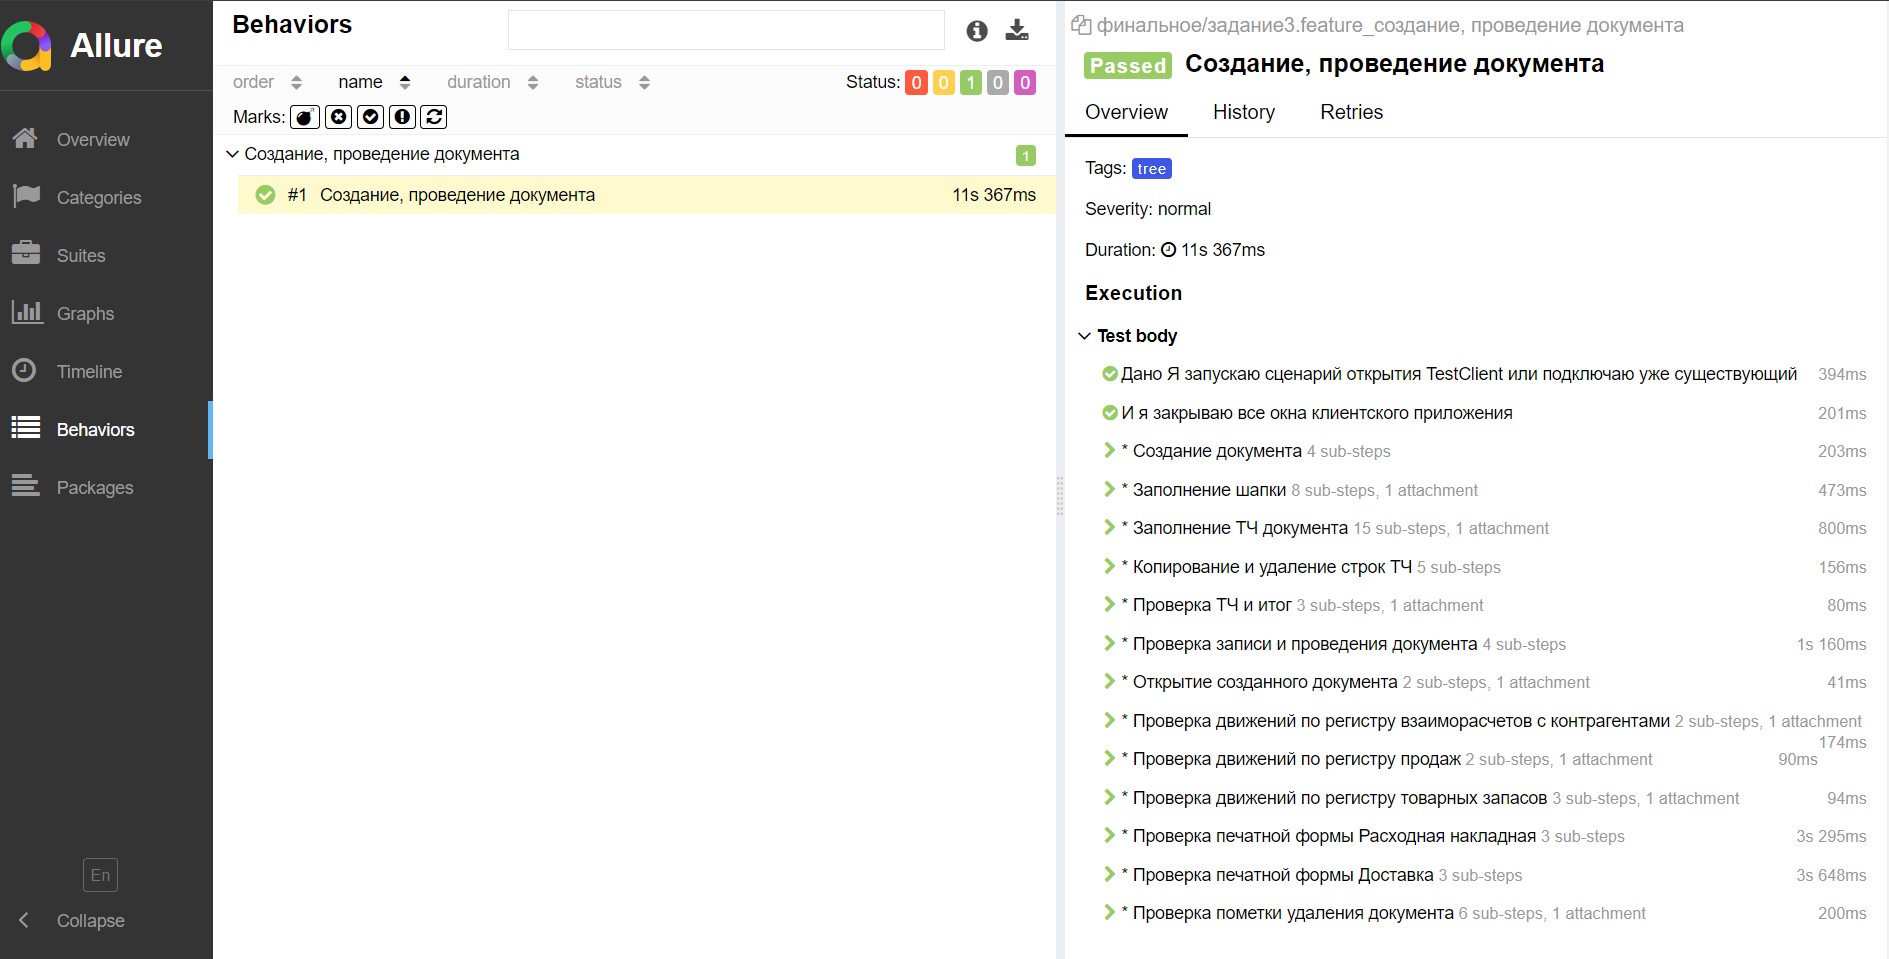 Allure
Overview
Categories
Suites
Graphs
Timeline
Behaviors
Packages
En
Collapse
Behaviors
order name duration status Status: 0 0 1 0 0
Marks:
Создание, проведение документа 1
#1 Создание, проведение документа 11s 367ms
финальное/задание3.feature_создание, проведение документа
Passed Создание, проведение документа
Overview History Retries
Tags: tree
Severity: normal
Duration: 11s 367ms
Execution
Test body
Дано Я запускаю сценарий открытия TestClient или подключаю уже существующий 394ms
И я закрываю все окна клиентского приложения 201ms
* Создание документа 4 sub-steps 203ms
* Заполнение шапки 8 sub-steps, 1 attachment 473ms
* Заполнение ТЧ документа 15 sub-steps, 1 attachment 800ms
* Копирование и удаление строк ТЧ 5 sub-steps 156ms
* Проверка ТЧ и итог 3 sub-steps, 1 attachment 80ms
* Проверка записи и проведения документа 4 sub-steps 1s 160ms
* Открытие созданного документа 2 sub-steps, 1 attachment 41ms
* Проверка движений по регистру взаиморасчетов с контрагентами 2 sub-steps, 1 attachment
174ms
* Проверка движений по регистру продаж 2 sub-steps, 1 attachment 90ms
* Проверка движений по регистру товарных запасов 3 sub-steps, 1 attachment 94ms
* Проверка печатной формы Расходная накладная 3 sub-steps 3s 295ms
* Проверка печатной формы Доставка 3 sub-steps 3s 648ms
* Проверка пометки удаления документа 6 sub-steps, 1 attachment 200ms